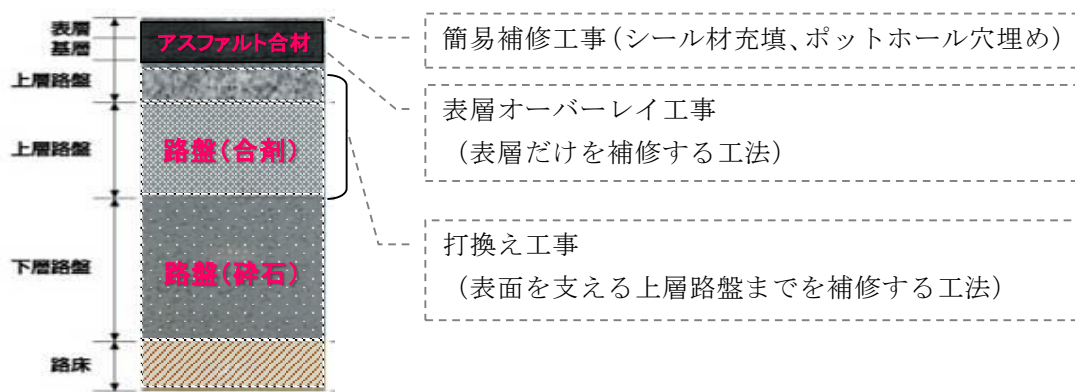 表層
基層
上層路盤
上層路盤
下層路盤
路床
アスファルト合材
路盤(合剤)
路盤(砕石)
簡易補修工事(シール材充填、ポットホール穴埋め)
表層オーバーレイ工事
(表層だけを補修する工法)
打換え工事
(表面を支える上層路盤までを補修する工法)